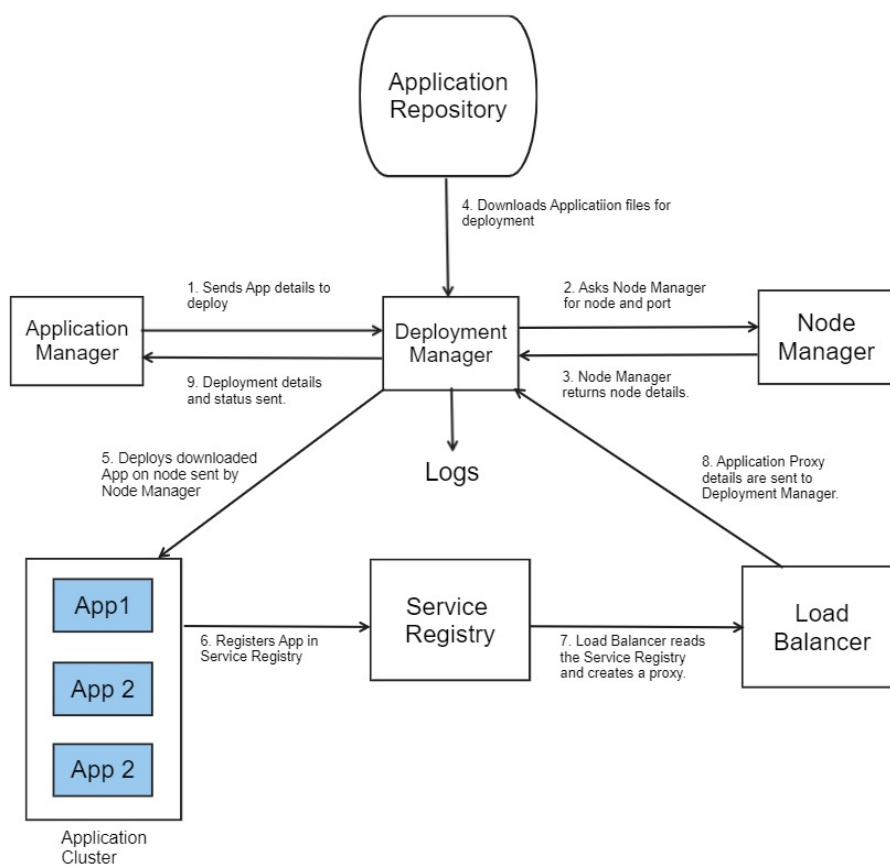 Application
Repository
4. Downloads Applicatiion files for
deployment
1. Sends App details to
deploy
2. Asks Node Manager
for node and port
Application
Manager
Deployment
Manager
Node
Manager
9. Deployment details
and status sent.
3. Node Manager
returns node details.
5. Deploys downloaded
App on node sent by
Node Manager
Logs
8. Application Proxy
details are sent to
Deployment Manager.
App1
App 2
App 2
6. Registers App in
Service Registry
Service
Registry
7. Load Balancer reads
the Service Registry
and creates a proxy.
Load
Balancer
Application
Cluster